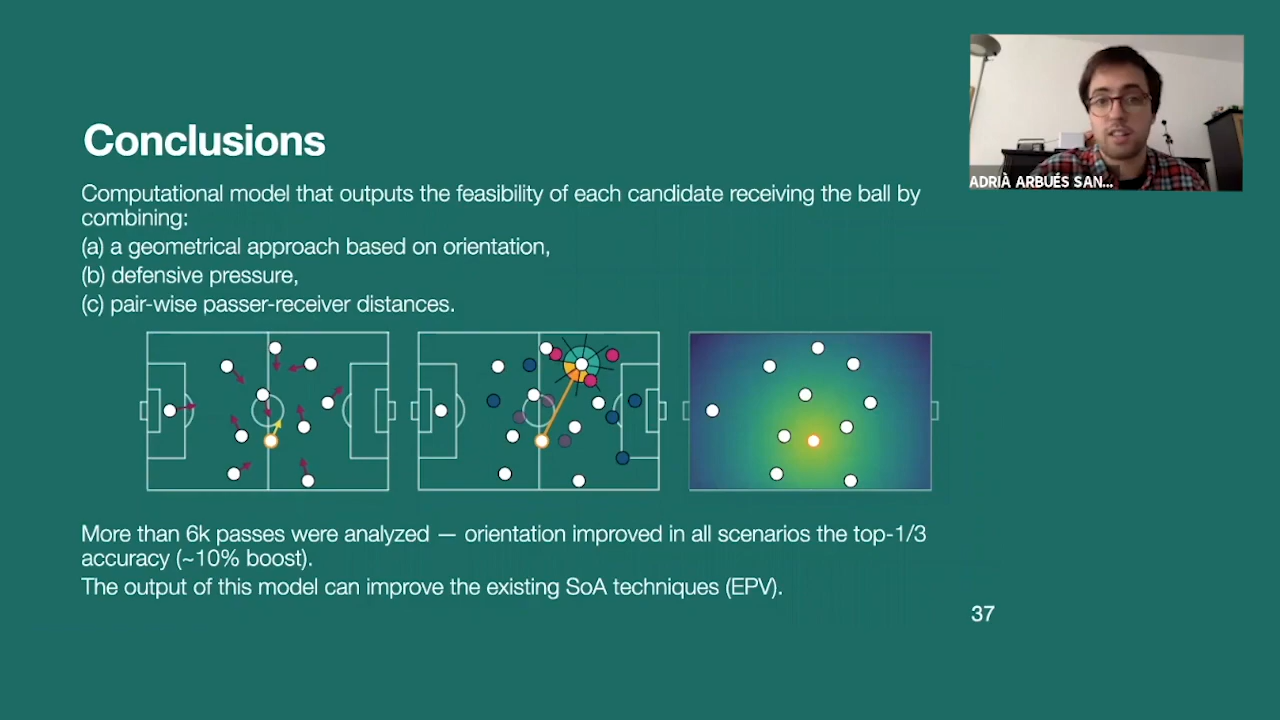 Conclusions
Computational model that outputs the feasibility of each candidate receiving the ball by
combining:
(a) a geometrical approach based on orientation,
(b) defensive pressure,
(c) pair-wise passer-receiver distances.
More than 6k passes were analyzed — orientation improved in all scenarios the top-1/3
accuracy (~10% boost).
The output of this model can improve the existing SoA techniques (EPV).
37
ADRIÀ ARBUÉS SAN...